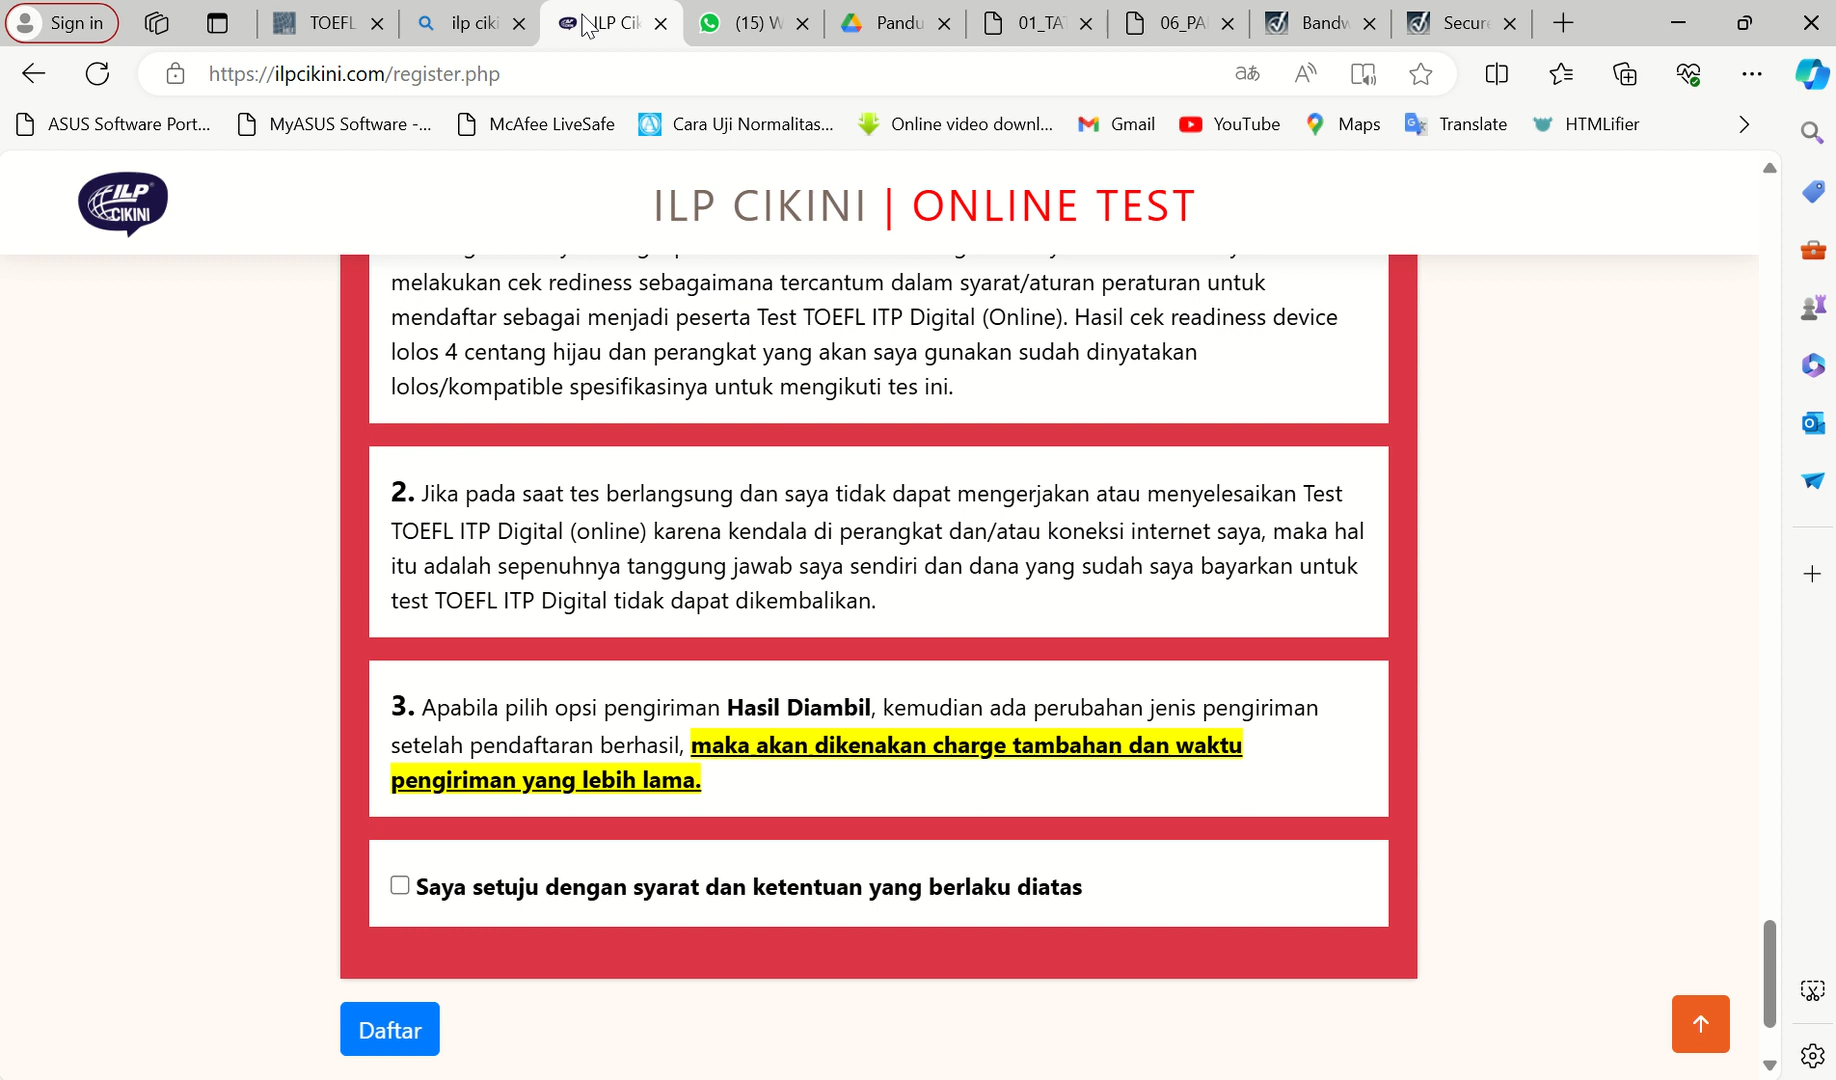 Sign in TOEFL ilp ciki ILP Cik (15) W Pandu 01_TA 06_PA Bandw Secure
https://ilpcikini.com/register.php
ASUS Software Port... MyASUS Software -... McAfee LiveSafe Cara Uji Normalitas... Online video downl... Gmail YouTube Maps Translate HTMLifier
ILP CIKINI
ILP CIKINI | ONLINE TEST
melakukan cek rediness sebagaimana tercantum dalam syarat/aturan peraturan untuk
mendaftar sebagai menjadi peserta Test TOEFL ITP Digital (Online). Hasil cek readiness device
lolos 4 centang hijau dan perangkat yang akan saya gunakan sudah dinyatakan
lolos/kompatible spesifikasinya untuk mengikuti tes ini.
2. Jika pada saat tes berlangsung dan saya tidak dapat mengerjakan atau menyelesaikan Test
TOEFL ITP Digital (online) karena kendala di perangkat dan/atau koneksi internet saya, maka hal
itu adalah sepenuhnya tanggung jawab saya sendiri dan dana yang sudah saya bayarkan untuk
test TOEFL ITP Digital tidak dapat dikembalikan.
3. Apabila pilih opsi pengiriman Hasil Diambil, kemudian ada perubahan jenis pengiriman
setelah pendaftaran berhasil, maka akan dikenakan charge tambahan dan waktu
pengiriman yang lebih lama.
Saya setuju dengan syarat dan ketentuan yang berlaku diatas
Daftar